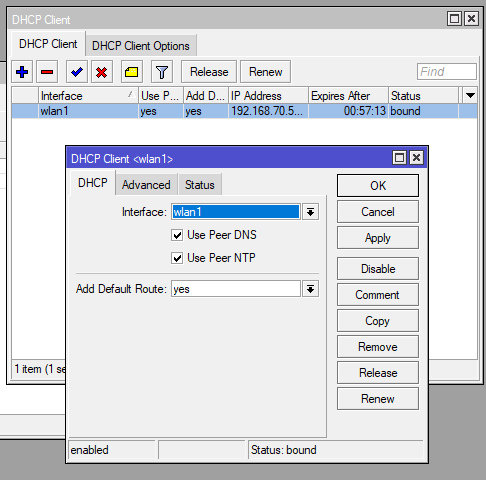 DHCP Client
DHCP Client DHCP Client Options
Release Renew Find
Interface Use P... Add D... IP Address Expires After Status
wlan1 yes yes 192.168.70.5... 00:57:13 bound
DHCP Client <wlan1>
DHCP Advanced Status
Interface: wlan1
Use Peer DNS
Use Peer NTP
Add Default Route: yes
OK
Cancel
Apply
Disable
Comment
Copy
Remove
Release
Renew
enabled Status: bound
1 item (1 se